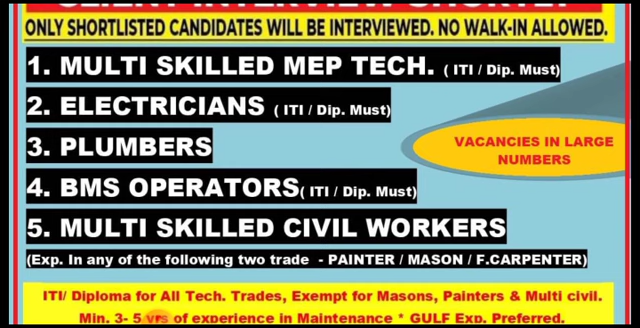 CLIENT INTERVIEW SHORTLY
ONLY SHORTLISTED CANDIDATES WILL BE INTERVIEWED. NO WALK-IN ALLOWED.
1. MULTI SKILLED MEP TECH. ( ITI / Dip. Must)
2. ELECTRICIANS ( ITI / Dip. Must)
3. PLUMBERS
VACANCIES IN LARGE
NUMBERS
4. BMS OPERATORS( ITI / Dip. Must)
5. MULTI SKILLED CIVIL WORKERS
(Exp. In any of the following two trade - PAINTER / MASON / F.CARPENTER)
ITI/ Diploma for All Tech. Trades, Exempt for Masons, Painters & Multi civil.
Min. 3- 5 yrs of experience in Maintenance * GULF Exp. Preferred.